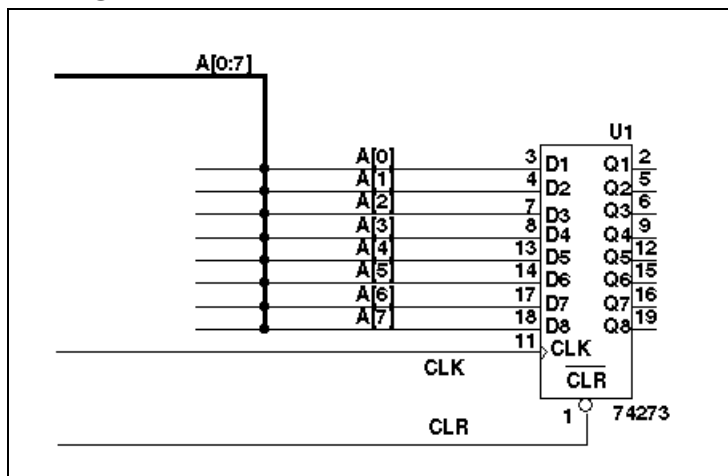 A[0:7]
U1
A[0] 3 D1 Q1 2
A[1] 4 D2 Q2 5
A[2] 7 D3 Q3 6
A[3] 8 D4 Q4 9
A[4] 13 D5 Q5 12
A[5] 14 D6 Q6 15
A[6] 17 D7 Q7 16
A[7] 18 D8 Q8 19
11 CLK
CLK
CLR
1 74273
CLR